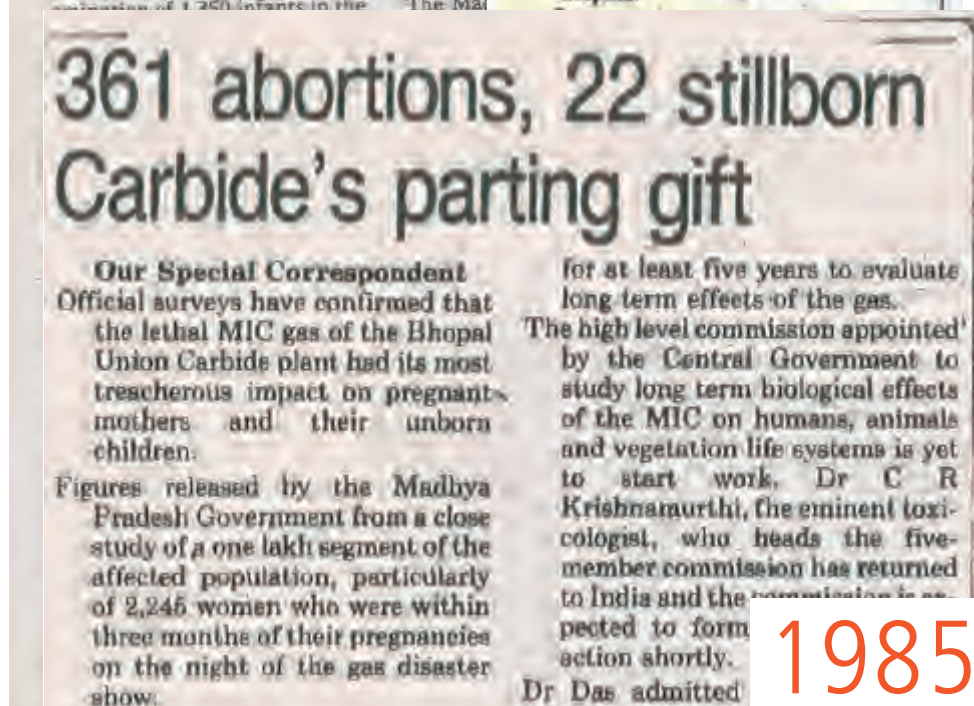 361 abortions, 22 stillborn
Carbide's parting gift
Our Special Correspondent
Official surveys have confirmed that
the lethal MIC gas of the Bhopal
Union Carbide plant had its most
treacherous impact on pregnant
mothers and their unborn
children.
Figures released by the Madhya
Pradesh Government from a close
study of a one lakh segment of the
affected population, particularly
of 2,245 women who were within
three months of their pregnancies
on the night of the gas disaster
show:
for at least five years to evaluate
long term effects of the gas.
The high level commission appointed
by the Central Government to
study long term biological effects
of the MIC on humans, animals
and vegetation life systems is yet
to start work. Dr C R
Krishnamurthi, the eminent toxi-
cologist, who heads the five-
member commission has returned
to India and the commission is ex-
pected to form
action shortly.
Dr Das admitted
1985